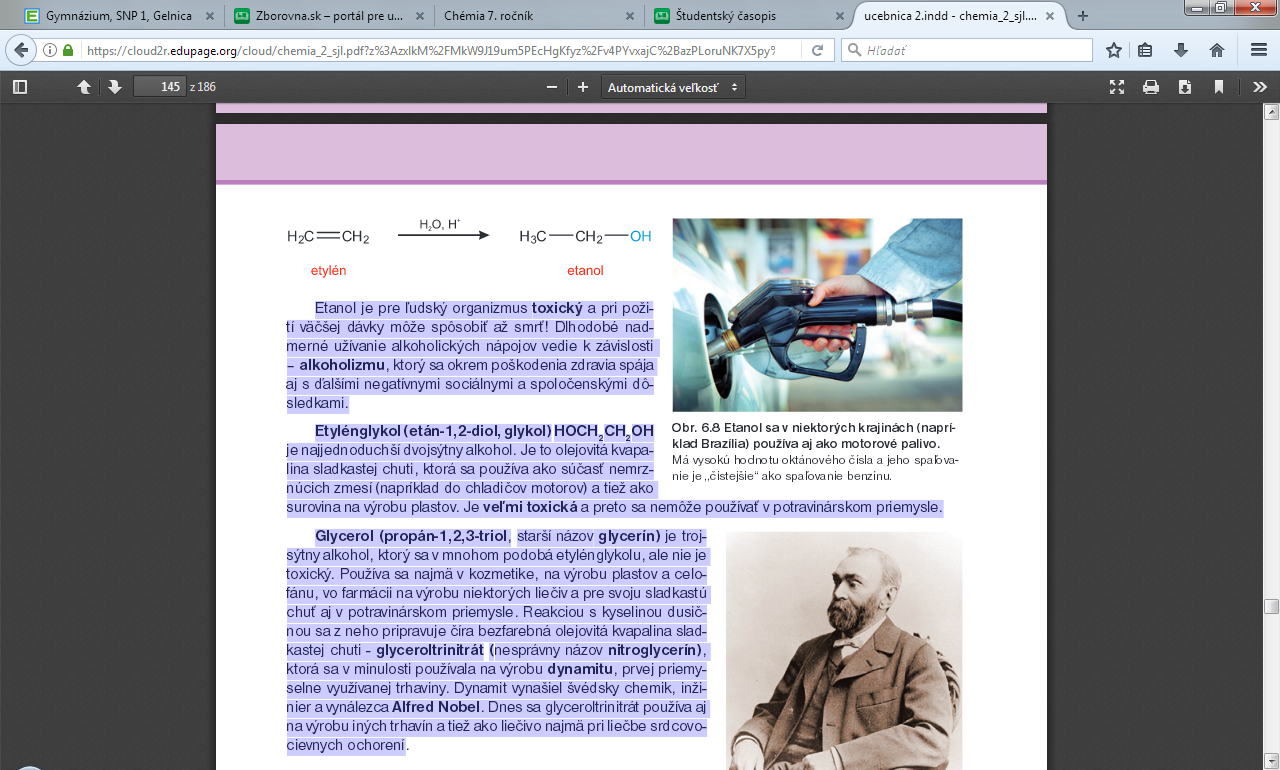 Gymnázium, SNP 1, Gelnica
Zborovna.sk – portál pre u...
Chémia 7. ročník
Študentský časopis
ucebnica 2.indd - chemia_2_sjl....
https://cloud2r.edupage.org/cloud/chemia_2_sjl.pdf?z%3AzxlkM%2FMkW9J19um5PEcHgKfyz%2Fv4PYvxajC%2BazPLoruNK7X5py%
Hľadať
145 z 186
Automatická veľkosť
H2C═CH2 H2O, H+ H3C—CH2—OH
etylén etanol
Etanol je pre ľudský organizmus toxický a pri poži-
tí väčšej dávky môže spôsobiť až smrť! Dlhodobé nad-
merné užívanie alkoholických nápojov vedie k závislosti
– alkoholizmu, ktorý sa okrem poškodenia zdravia spája
aj s ďalšími negatívnymi sociálnymi a spoločenskými dô-
sledkami.
Etylénglykol (etán-1,2-diol, glykol) HOCH2CH2OH
je najjednoduchší dvojsýtny alkohol. Je to olejovitá kvapa-
lina sladkastej chuti, ktorá sa používa ako súčasť nemrz-
núcich zmesí (napríklad do chladičov motorov) a tiež ako
surovina na výrobu plastov. Je veľmi toxická a preto sa nemôže používať v potravinárskom priemysle.
Obr. 6.8 Etanol sa v niektorých krajinách (naprí-
klad Brazília) používa aj ako motorové palivo.
Má vysokú hodnotu oktánového čísla a jeho spaľova-
nie je „čistejšie“ ako spaľovanie benzínu.
Glycerol (propán-1,2,3-triol, starší názov glycerín) je troj-
sýtny alkohol, ktorý sa v mnohom podobá etylénglykolu, ale nie je
toxický. Používa sa najmä v kozmetike, na výrobu plastov a celo-
fánu, vo farmácii na výrobu niektorých liečiv a pre svoju sladkastú
chuť aj v potravinárskom priemysle. Reakciou s kyselinou dusič-
nou sa z neho pripravuje číra bezfarebná olejovitá kvapalina slad-
kastej chuti - glyceroltrinitrát (nesprávny názov nitroglycerín),
ktorá sa v minulosti používala na výrobu dynamitu, prvej priemy-
selne využívanej trhaviny. Dynamit vynašiel švédsky chemik, inži-
nier a vynálezca Alfred Nobel. Dnes sa glyceroltrinitrát používa aj
na výrobu iných trhavín a tiež ako liečivo najmä pri liečbe srdcovo-
cievnych ochorení.